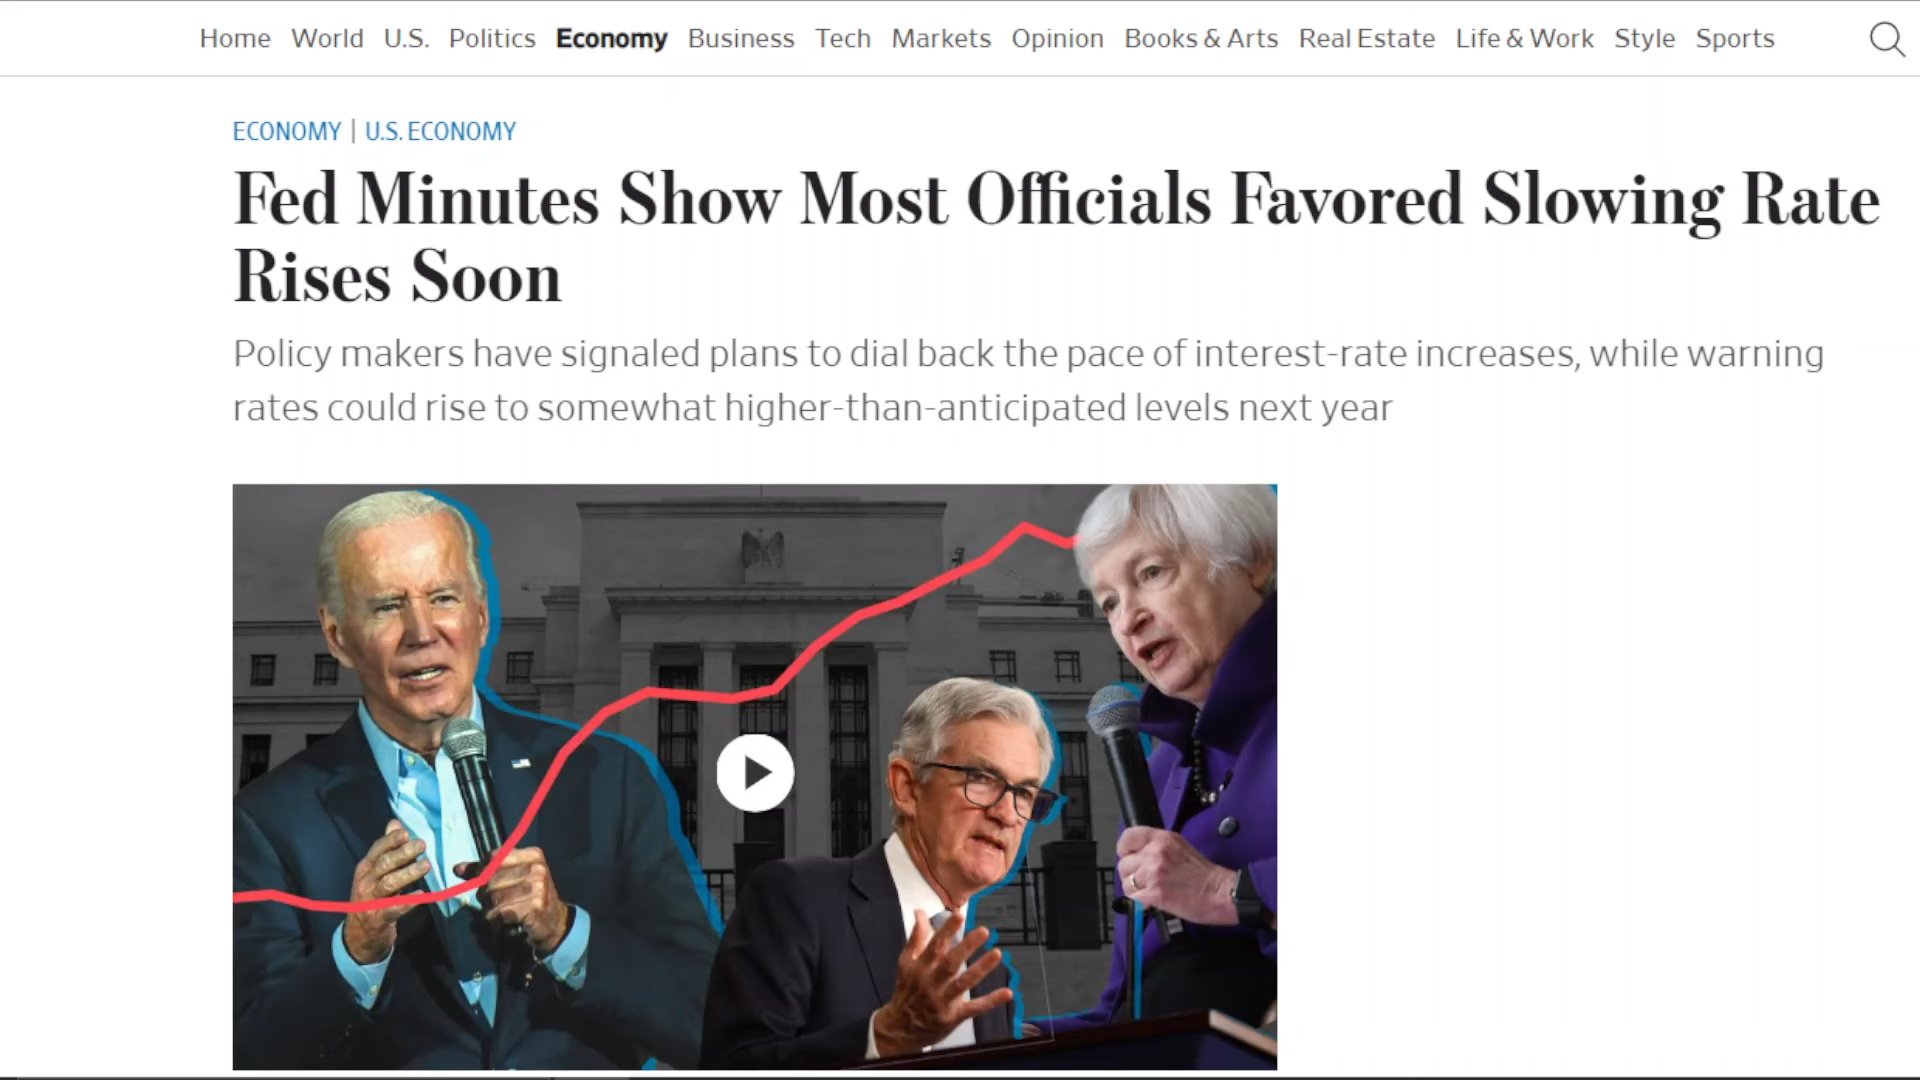 Home World U.S. Politics Economy Business Tech Markets Opinion Books & Arts Real Estate Life & Work Style Sports
ECONOMY | U.S. ECONOMY
Fed Minutes Show Most Officials Favored Slowing Rate
Rises Soon
Policy makers have signaled plans to dial back the pace of interest-rate increases, while warning
rates could rise to somewhat higher-than-anticipated levels next year